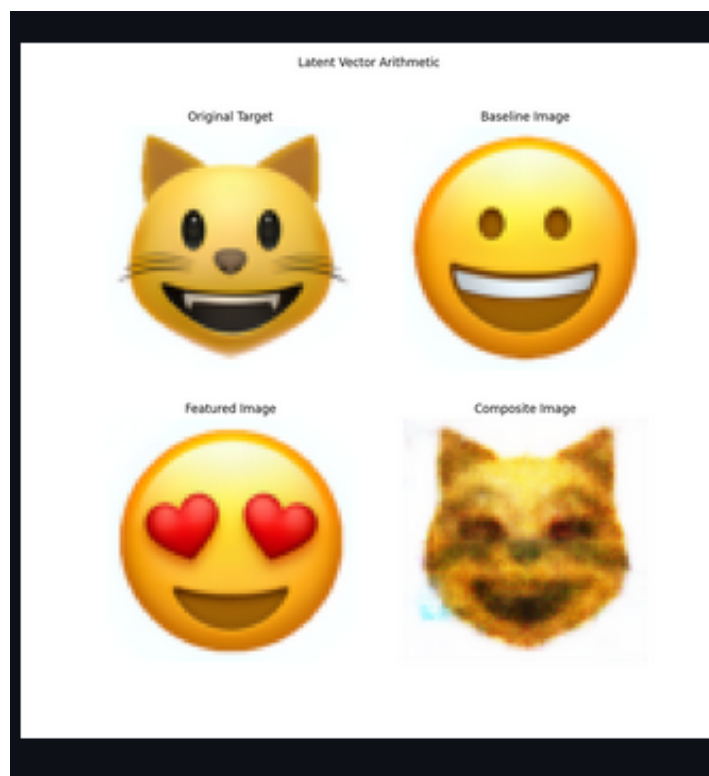 Latent Vector Arithmetic
Original Target
Baseline Image
Featured Image
Composite Image